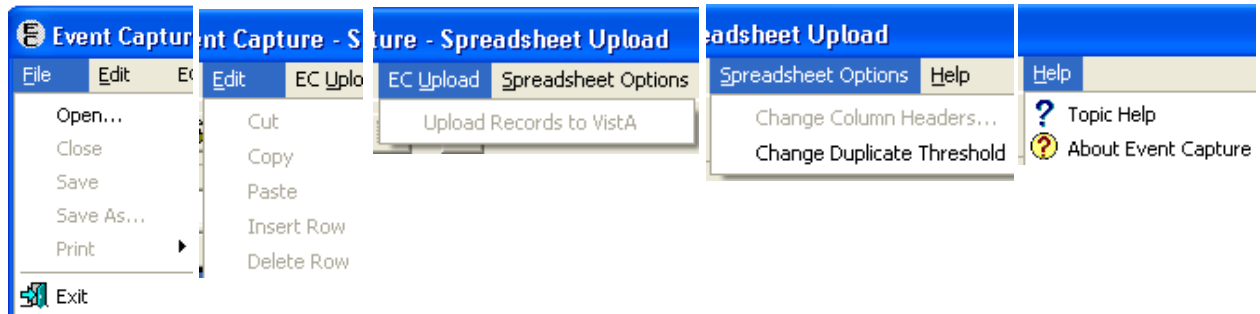 Event Captur
File Edit E
Open...
Close
Save
Save As...
Print
Exit
nt Capture - S
Edit EC Uplo
Cut
Copy
Paste
Insert Row
Delete Row
ture - Spreadsheet Upload
EC Upload Spreadsheet Options
Upload Records to VistA
eadsheet Upload
Spreadsheet Options Help
Change Column Headers...
Change Duplicate Threshold
Help
? Topic Help
? About Event Capture